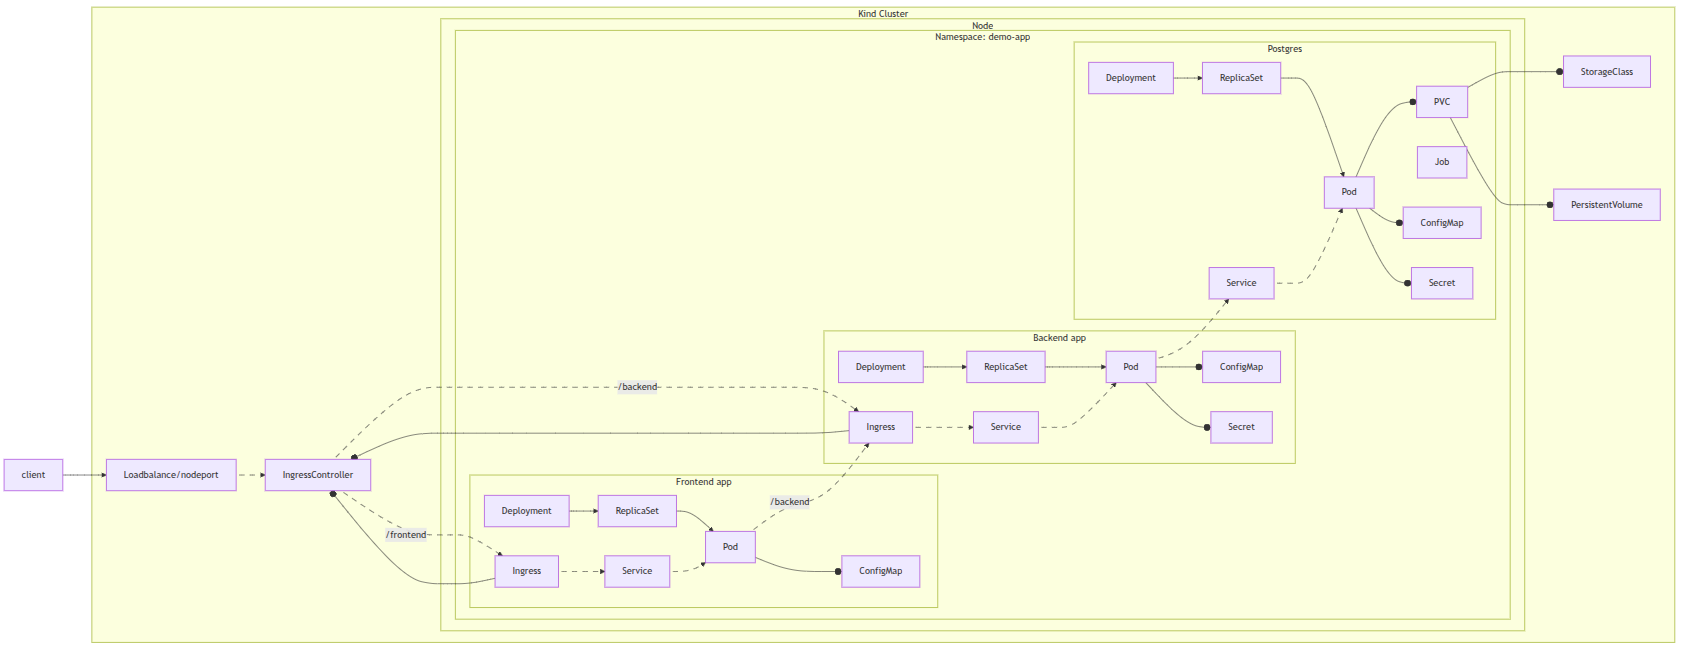 Kind Cluster
Node
Namespace: demo-app
Postgres
Deployment
ReplicaSet
PVC
StorageClass
Job
Pod
PersistentVolume
ConfigMap
Service
Secret
Backend app
Deployment
ReplicaSet
Pod
ConfigMap
/backend
Ingress
Service
Secret
client
Loadbalance/nodeport
IngressController
Frontend app
/backend
Deployment
ReplicaSet
/frontend
Pod
Ingress
Service
ConfigMap